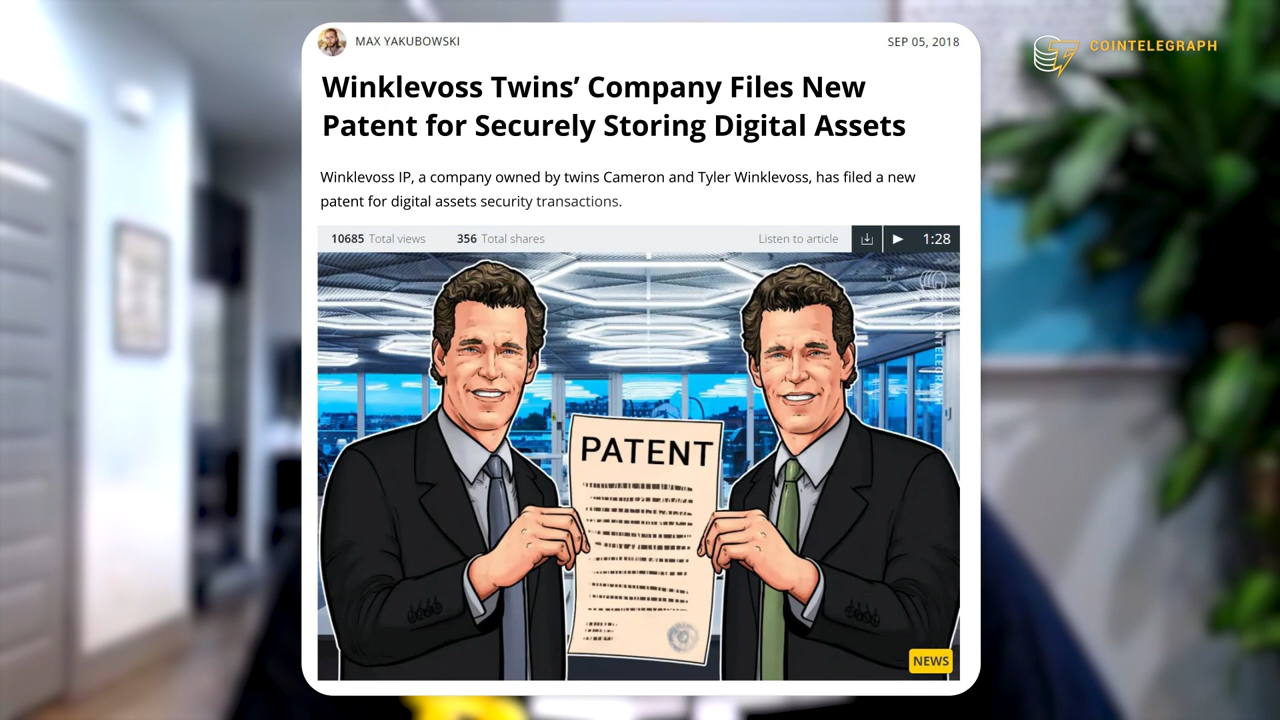 MAX YAKUBOWSKI
SEP 05, 2018
COINTELEGRAPH
Winklevoss Twins’ Company Files New
Patent for Securely Storing Digital Assets
Winklevoss IP, a company owned by twins Cameron and Tyler Winklevoss, has filed a new
patent for digital assets security transactions.
10685 Total views 356 Total shares Listen to article 1:28
COINTELEGRAPH
PATENT
NEWS